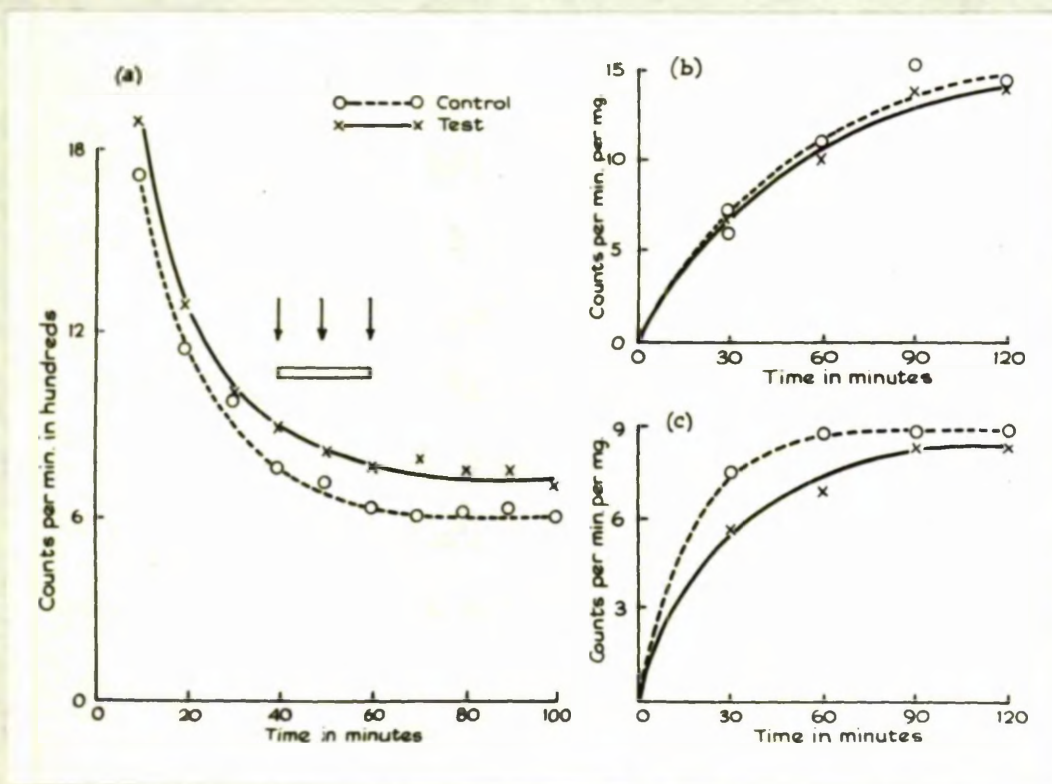 (a)
Control
Test
18
12
6
0
Counts per min. in hundreds
0 20 40 60 80 100
Time in minutes
(b)
15
10
5
0
Counts per min. per mg.
0 30 60 90 120
Time in minutes
(c)
9
6
3
Counts per min. per mg.
0 30 60 90 120
Time in minutes